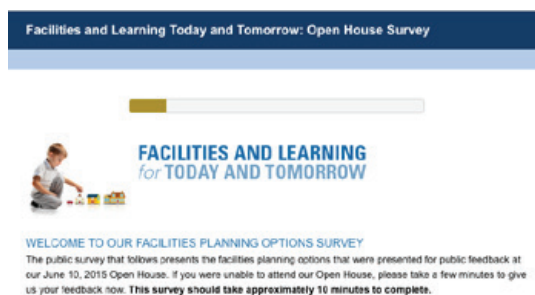 Facilities and Learning Today and Tomorrow: Open House Survey
FACILITIES AND LEARNING
for TODAY AND TOMORROW
WELCOME TO OUR FACILITIES PLANNING OPTIONS SURVEY
The public survey that follows presents the facilities planning options that were presented for public feedback at
our June 10, 2015 Open House. If you were unable to attend our Open House, please take a few minutes to give
us your feedback now. This survey should take approximately 10 minutes to complete.